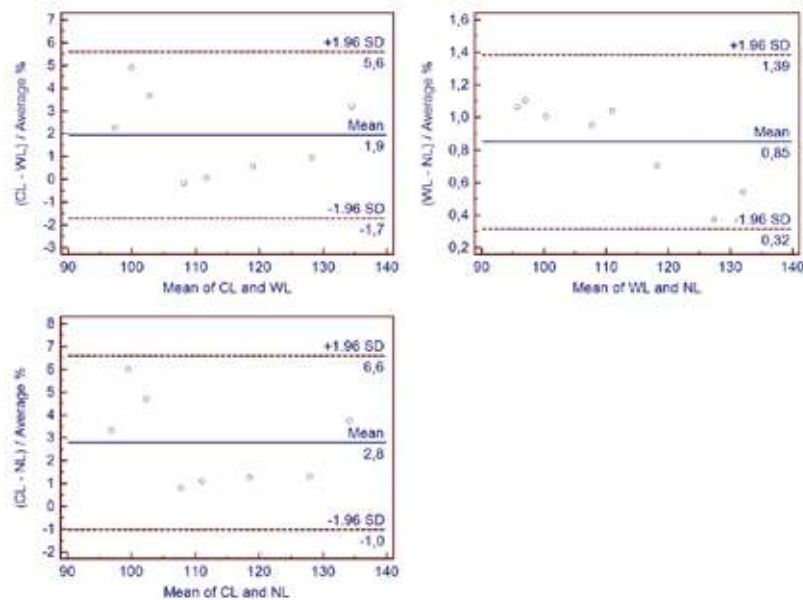 (CL - WL) / Average %
7
6
5
4
3
2
1
0
-1
-2
-3
+1.96 SD
5,6
Mean
1,9
-1.96 SD
-1,7
90 100 110 120 130 140
Mean of CL and WL
(WL - NL) / Average %
1,6
1,4
1,2
1,0
0,8
0,6
0,4
0,2
+1.96 SD
1,39
Mean
0,85
-1.96 SD
0,32
90 100 110 120 130 140
Mean of WL and NL
(CL - NL) / Average %
8
7
6
5
4
3
2
1
0
-1
-2
+1.96 SD
6,6
Mean
2,8
-1.96 SD
-1,0
90 100 110 120 130 140
Mean of CL and NL